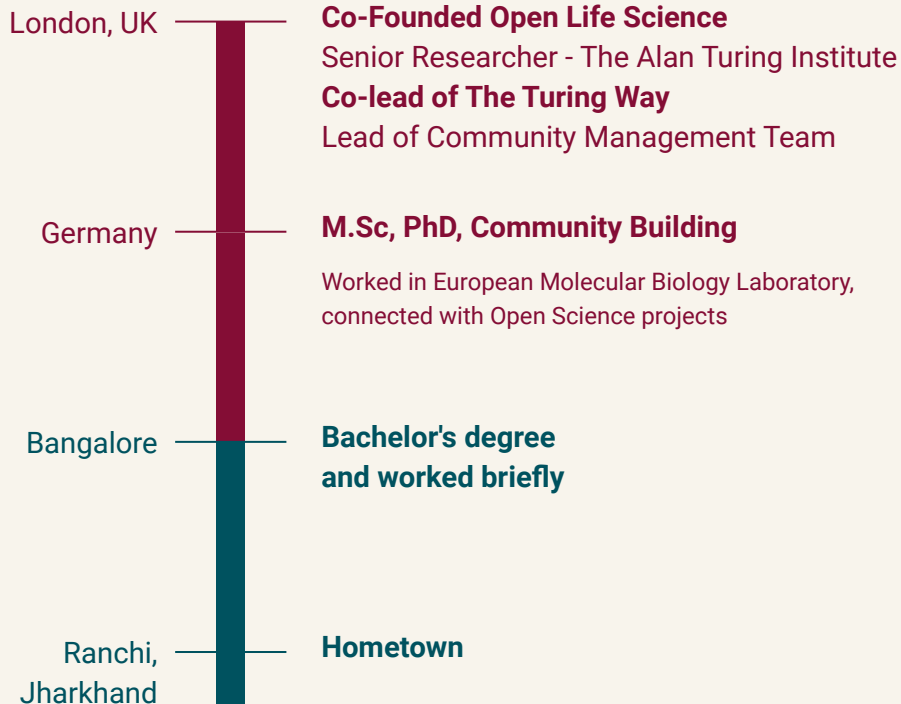 London, UK
Co-Founded Open Life Science
Senior Researcher - The Alan Turing Institute
Co-lead of The Turing Way
Lead of Community Management Team
Germany
M.Sc, PhD, Community Building
Worked in European Molecular Biology Laboratory,
connected with Open Science projects
Bangalore
Bachelor's degree
and worked briefly
Ranchi,
Jharkhand
Hometown